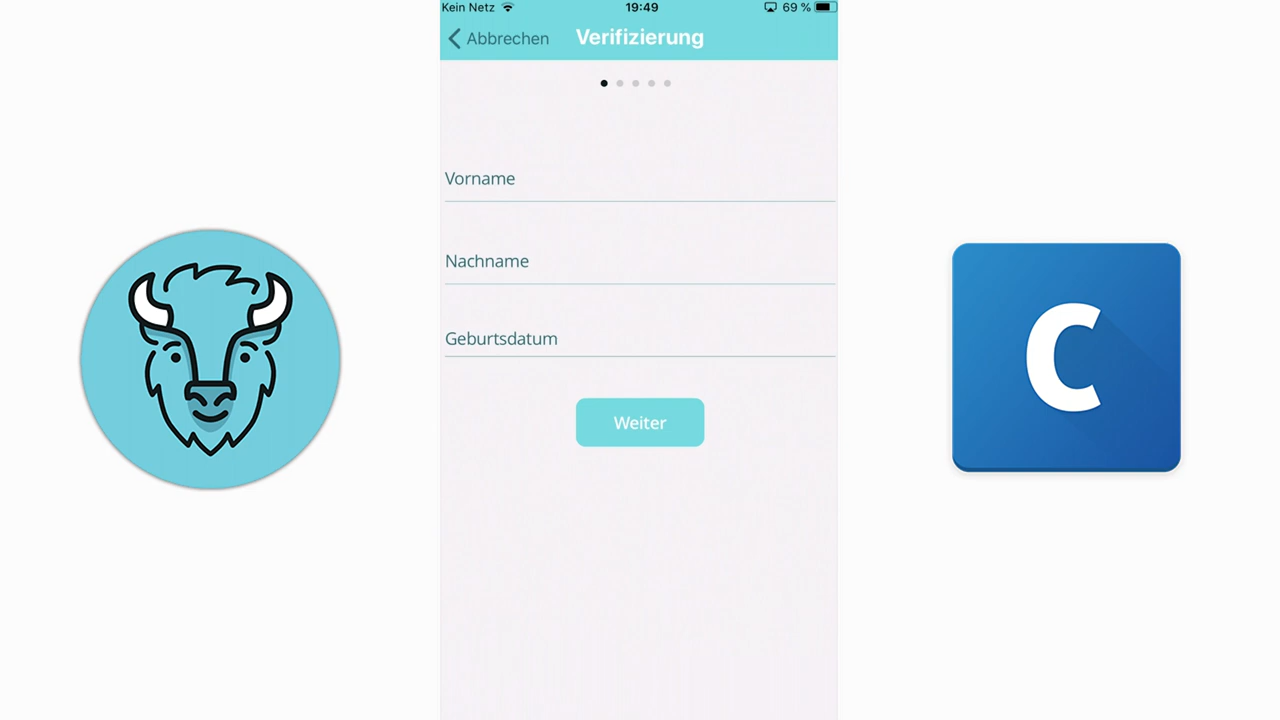 Kein Netz 19:49 69 %
Abbrechen Verifizierung
Vorname
Nachname
Geburtsdatum
Weiter
C